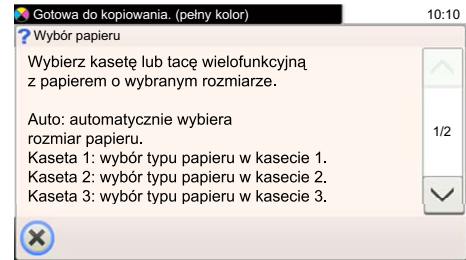 Gotowa do kopiowania. (pełny kolor) 10:10
? Wybór papieru
Wybierz kasetę lub tacę wielofunkcyjną
z papierem o wybranym rozmiarze.
Auto: automatycznie wybiera
rozmiar papieru.
1/2
Kaseta 1: wybór typu papieru w kasecie 1.
Kaseta 2: wybór typu papieru w kasecie 2.
Kaseta 3: wybór typu papieru w kasecie 3.